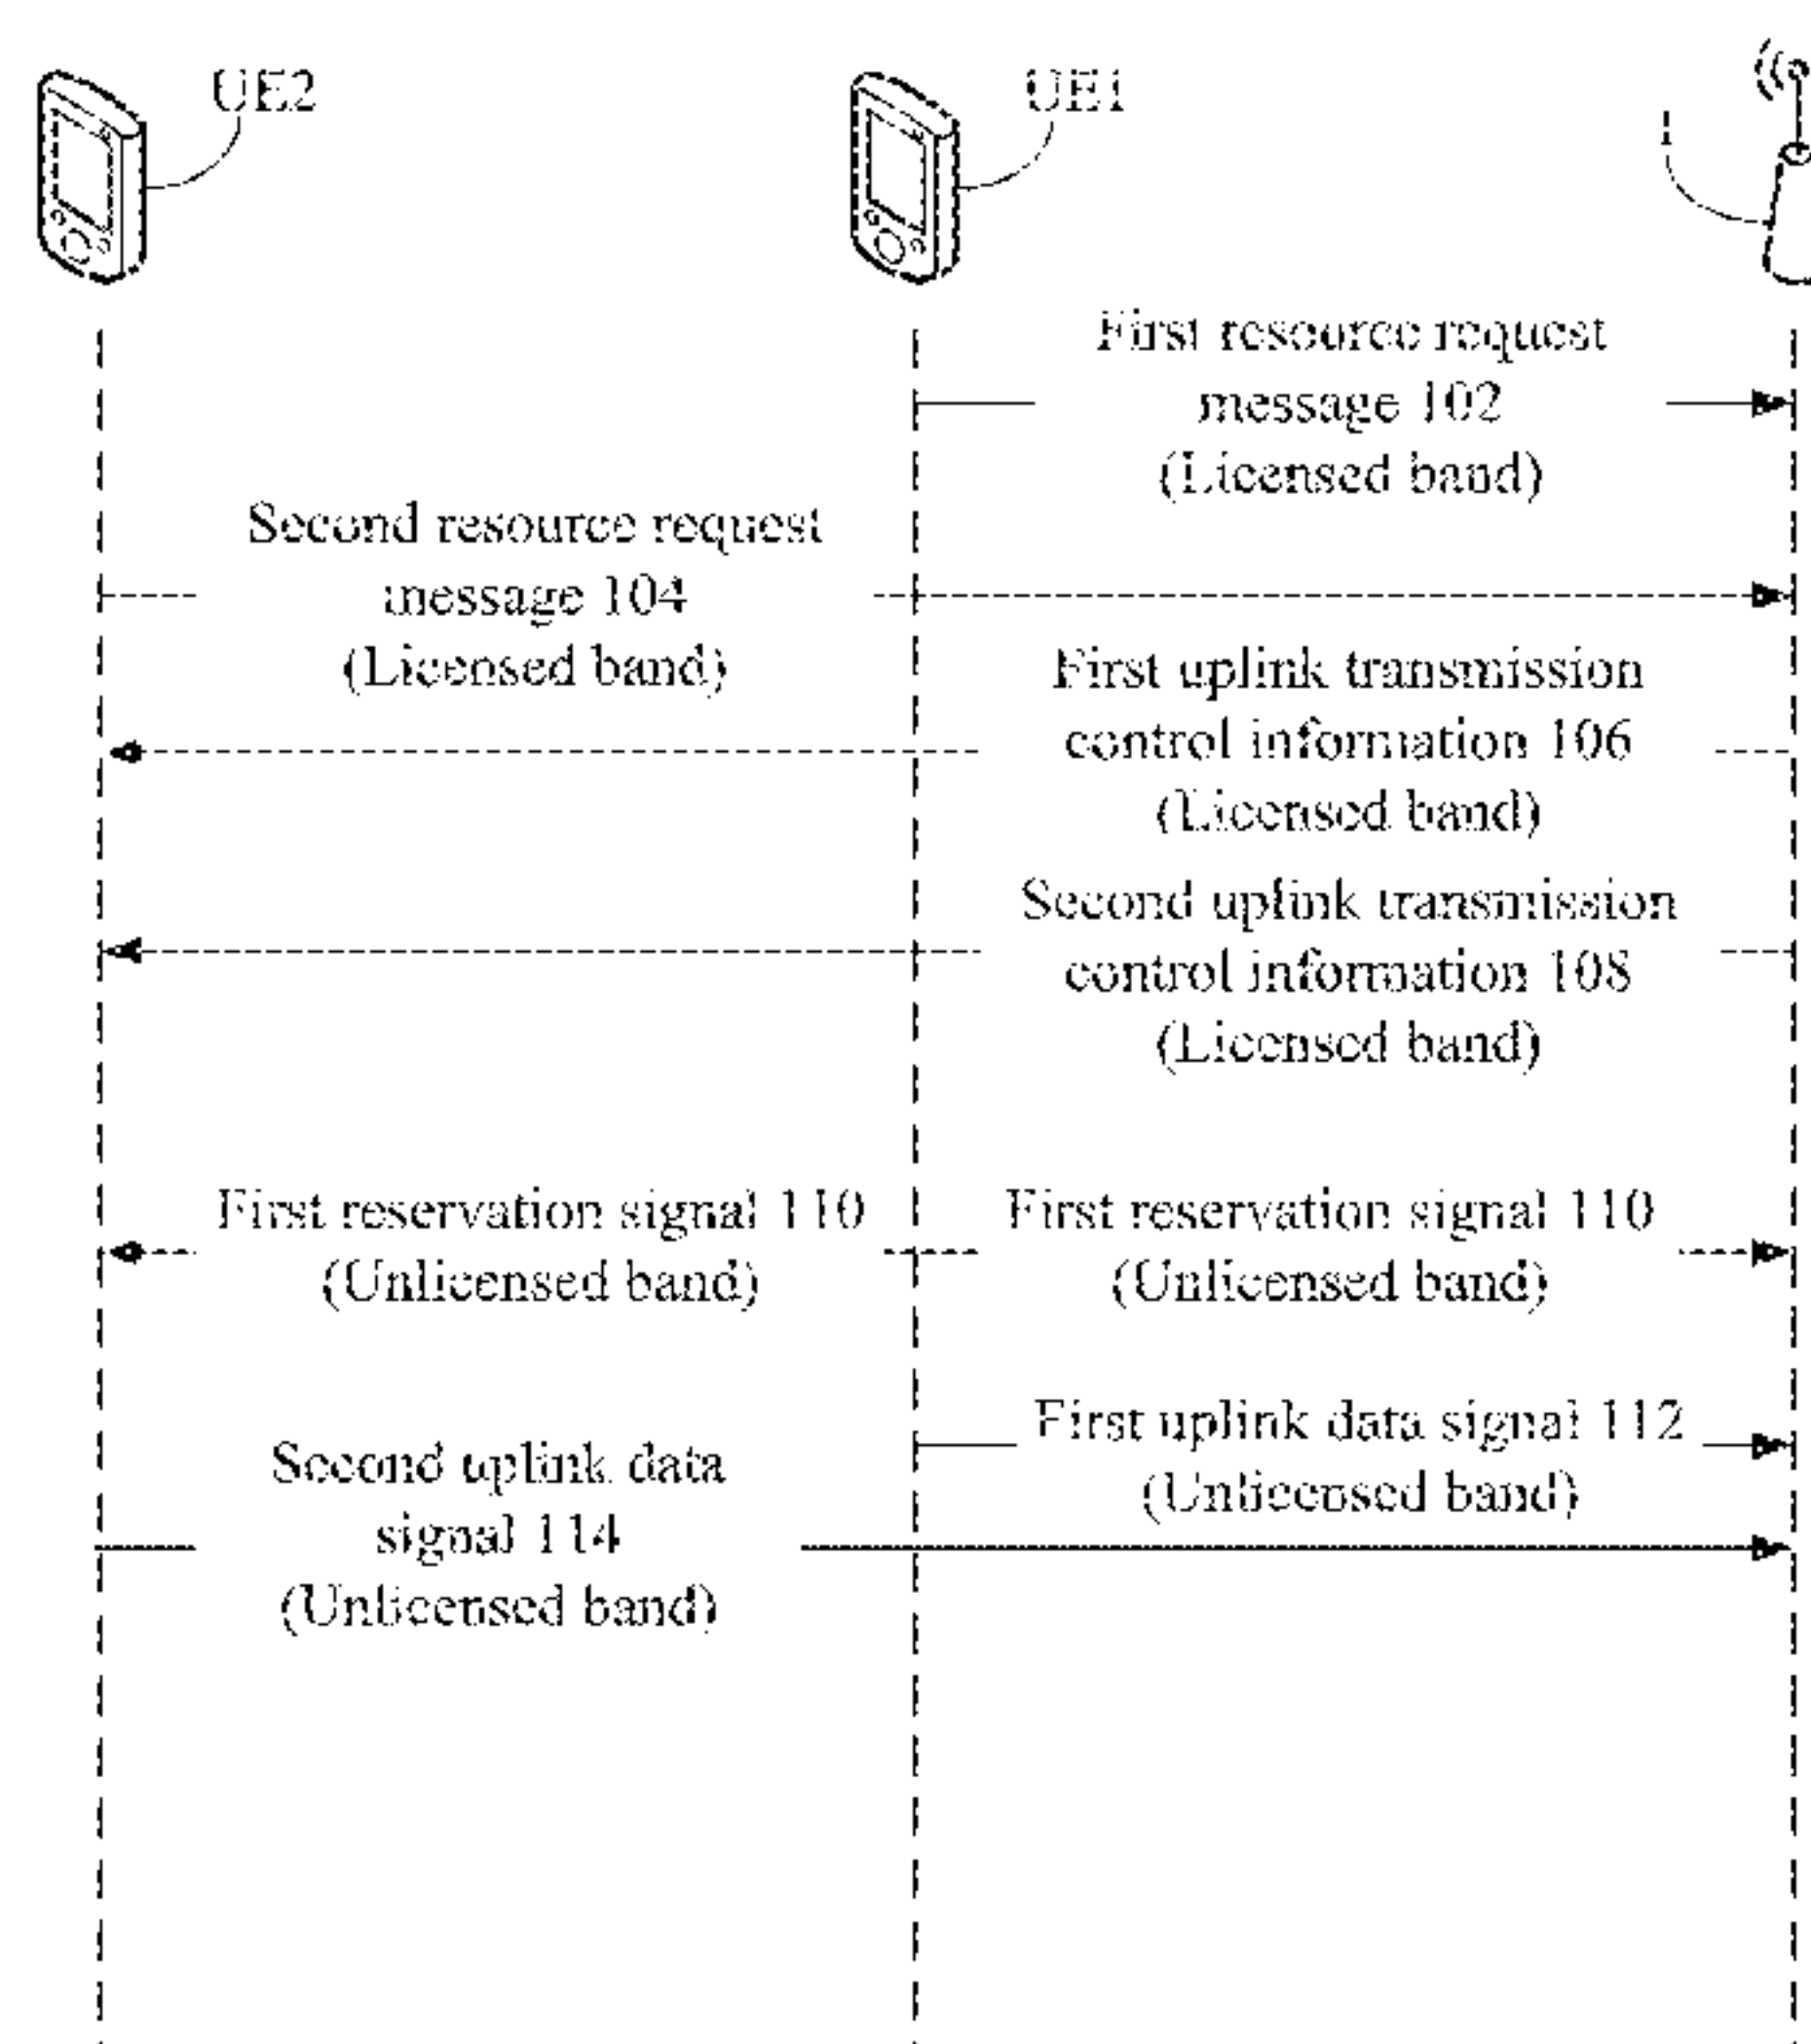 UE2
UE1
1
First resource request
message 102
(Licensed band)
Second resource request
message 104
(Licensed band)
First uplink transmission
control information 106
(Licensed band)
Second uplink transmission
control information 108
(Licensed band)
First reservation signal 110
(Unlicensed band)
First reservation signal 110
(Unlicensed band)
First uplink data signal 112
(Unlicensed band)
Second uplink data
signal 114
(Unlicensed band)